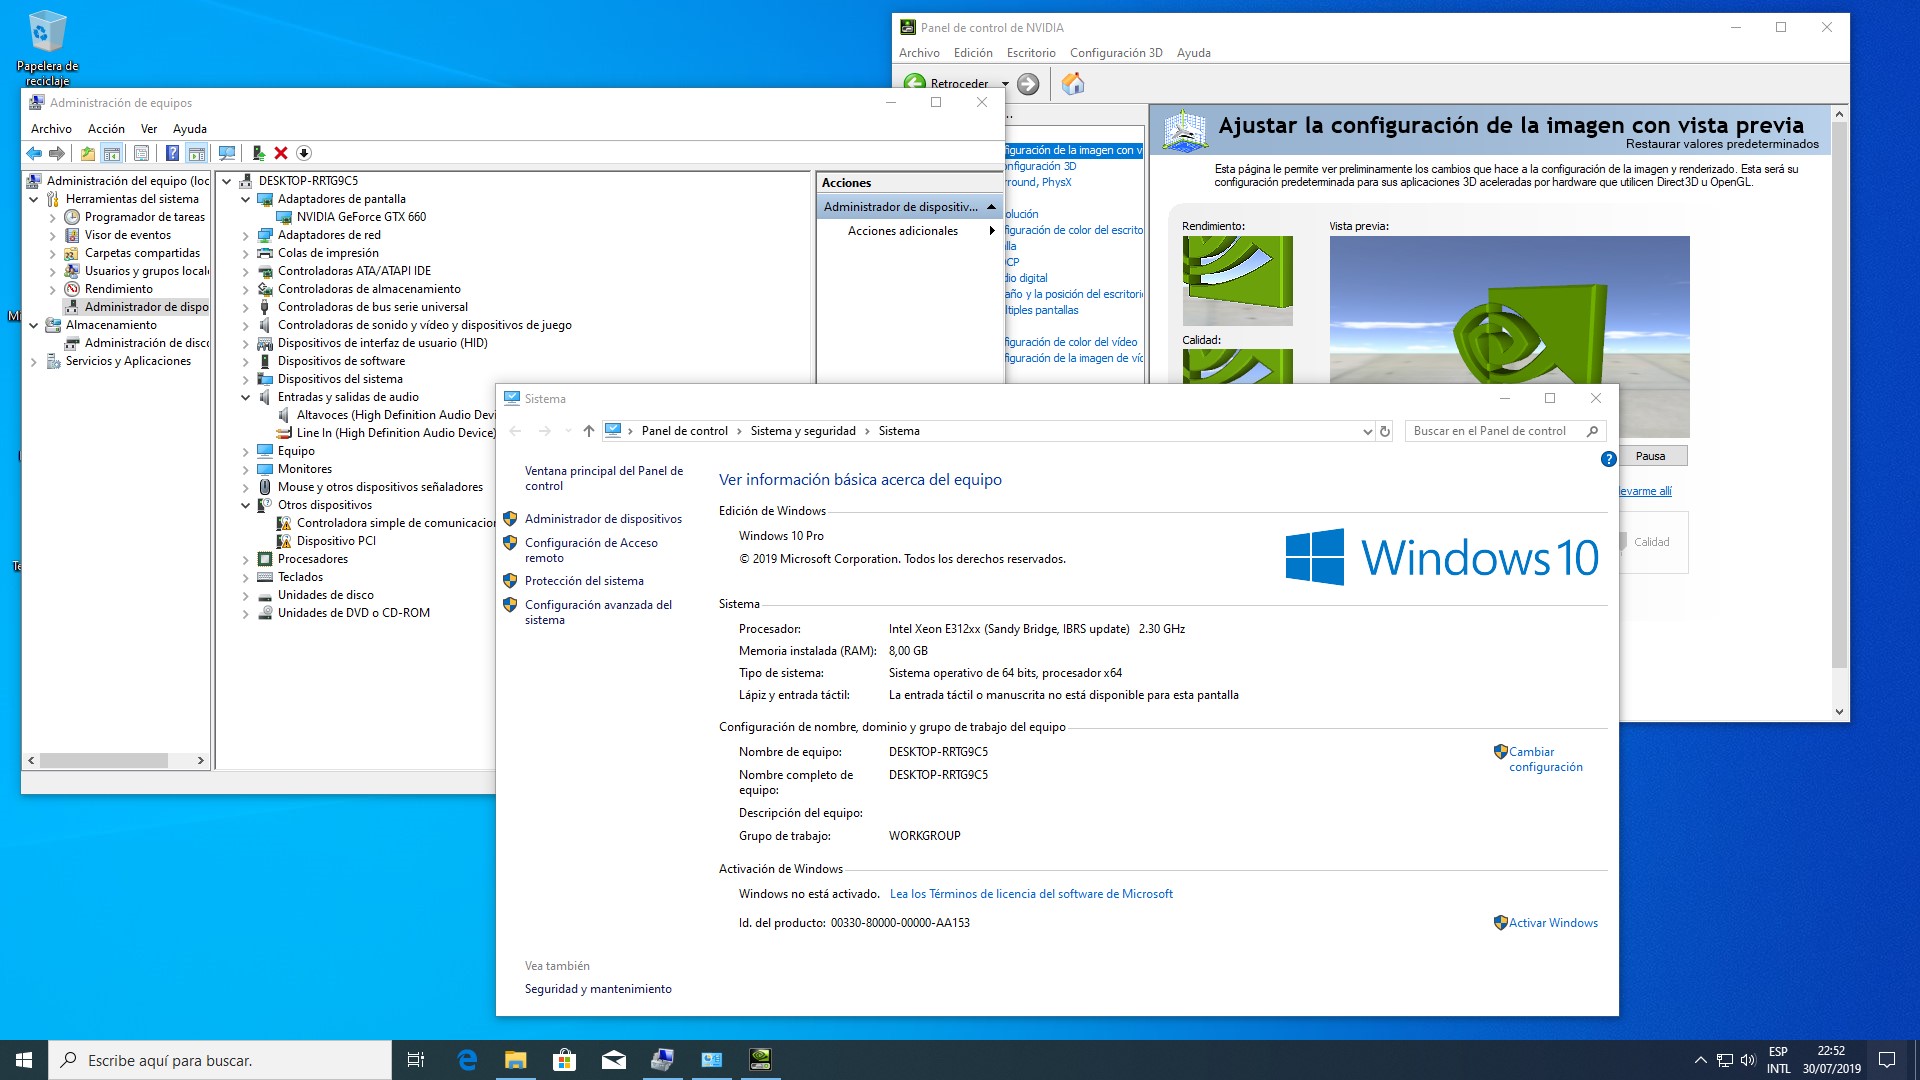 Papelera de
reciclaje
Panel de control de NVIDIA
Archivo Edición Escritorio Configuración 3D Ayuda
Retroceder
Ajustar la configuración de la imagen con vista previa
Restaurar valores predeterminados
Esta página le permite ver preliminarmente los cambios que hace a la configuración de la imagen y renderizado. Esta será su
configuración predeterminada para sus aplicaciones 3D aceleradas por hardware que utilicen Direct3D u OpenGL.
Rendimiento:
Vista previa:
Calidad:
Pausa
Calidad
Administración de equipos
Archivo Acción Ver Ayuda
Administración del equipo (loc
Herramientas del sistema
Programador de tareas
Visor de eventos
Carpetas compartidas
Usuarios y grupos local
Rendimiento
Administrador de dispo
Almacenamiento
Administración de disco
Servicios y Aplicaciones
DESKTOP-RRTG9C5
Adaptadores de pantalla
NVIDIA GeForce GTX 660
Adaptadores de red
Colas de impresión
Controladoras ATA/ATAPI IDE
Controladoras de almacenamiento
Controladoras de bus serie universal
Controladoras de sonido y vídeo y dispositivos de juego
Dispositivos de interfaz de usuario (HID)
Dispositivos de software
Dispositivos del sistema
Entradas y salidas de audio
Altavoces (High Definition Audio Devi
Line In (High Definition Audio Device)
Equipo
Monitores
Mouse y otros dispositivos señaladores
Otros dispositivos
Controladora simple de comunicacion
Dispositivo PCI
Procesadores
Teclados
Unidades de disco
Unidades de DVD o CD-ROM
Acciones
Administrador de dispositiv...
Acciones adicionales
figuración de la imagen con v
nfiguración 3D
round, PhysX
olución
figuración de color del escrito
alla
DCP
dio digital
año y la posición del escritorio
ltiples pantallas
figuración de color del vídeo
figuración de la imagen de víc
levarme allí
Sistema
Panel de control › Sistema y seguridad › Sistema
Buscar en el Panel de control
Ventana principal del Panel de
control
Administrador de dispositivos
Configuración de Acceso
remoto
Protección del sistema
Configuración avanzada del
sistema
Ver información básica acerca del equipo
Edición de Windows
Windows 10 Pro
© 2019 Microsoft Corporation. Todos los derechos reservados.
Windows 10
Sistema
Procesador: Intel Xeon E312xx (Sandy Bridge, IBRS update) 2.30 GHz
Memoria instalada (RAM): 8,00 GB
Tipo de sistema: Sistema operativo de 64 bits, procesador x64
Lápiz y entrada táctil: La entrada táctil o manuscrita no está disponible para esta pantalla
Configuración de nombre, dominio y grupo de trabajo del equipo
Nombre de equipo: DESKTOP-RRTG9C5
Nombre completo de
equipo: DESKTOP-RRTG9C5
Descripción del equipo:
Grupo de trabajo: WORKGROUP
Cambiar
configuración
Activación de Windows
Windows no está activado. Lea los Términos de licencia del software de Microsoft
Id. del producto: 00330-80000-00000-AA153
Activar Windows
Vea también
Seguridad y mantenimiento
Escribe aquí para buscar.
ESP
INTL
22:52
30/07/2019